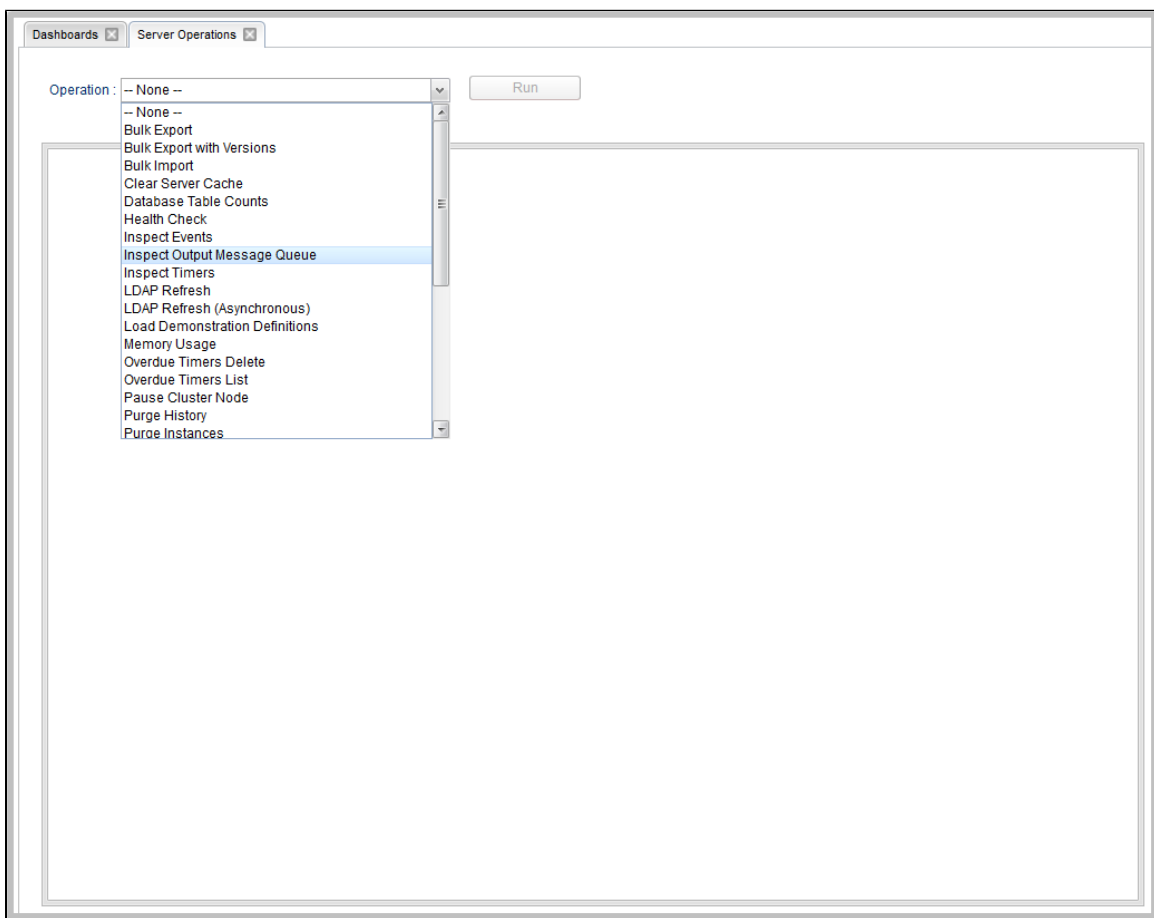 Dashboards Server Operations
Operation : -- None -- Run
-- None --
Bulk Export
Bulk Export with Versions
Bulk Import
Clear Server Cache
Database Table Counts
Health Check
Inspect Events
Inspect Output Message Queue
Inspect Timers
LDAP Refresh
LDAP Refresh (Asynchronous)
Load Demonstration Definitions
Memory Usage
Overdue Timers Delete
Overdue Timers List
Pause Cluster Node
Purge History
Purge Instances